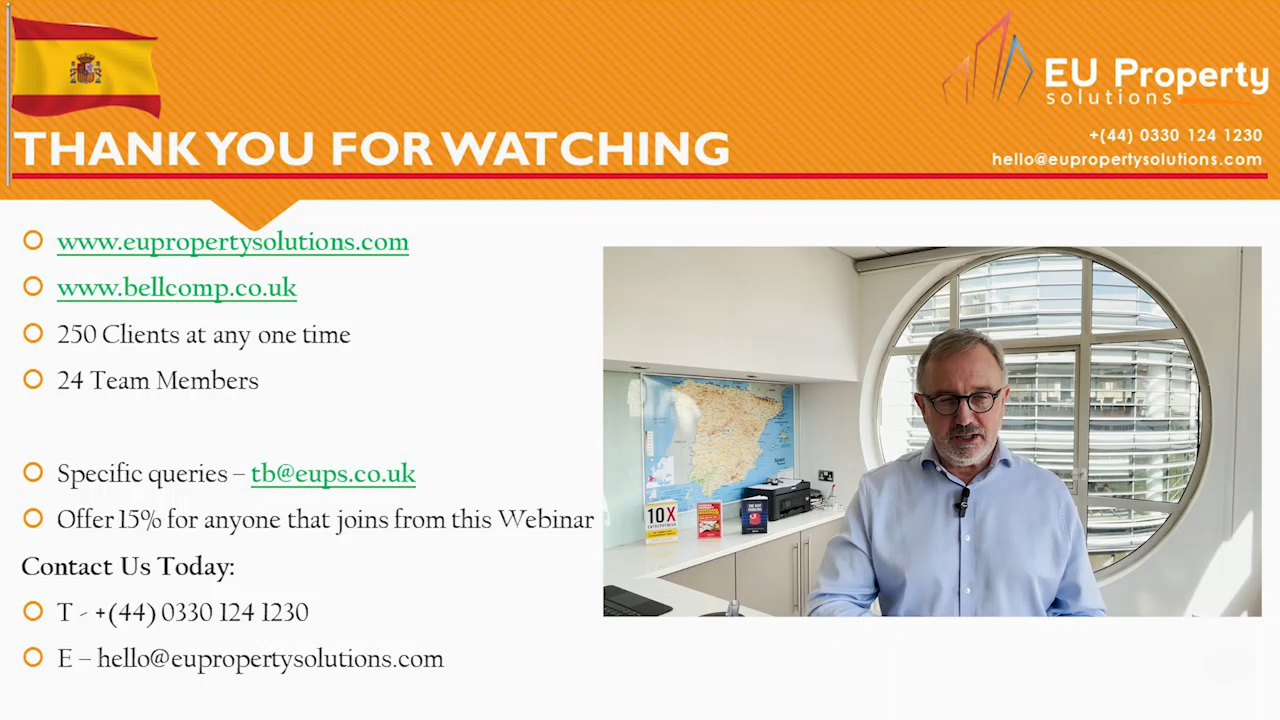 EU Property
solutions
+(44) 0330 124 1230
hello@eupropertysolutions.com
THANK YOU FOR WATCHING
www.eupropertysolutions.com
www.bellcomp.co.uk
250 Clients at any one time
24 Team Members
Specific queries – tb@eups.co.uk
Offer 15% for anyone that joins from this Webinar
Contact Us Today:
T - +(44) 0330 124 1230
E – hello@eupropertysolutions.com
10X